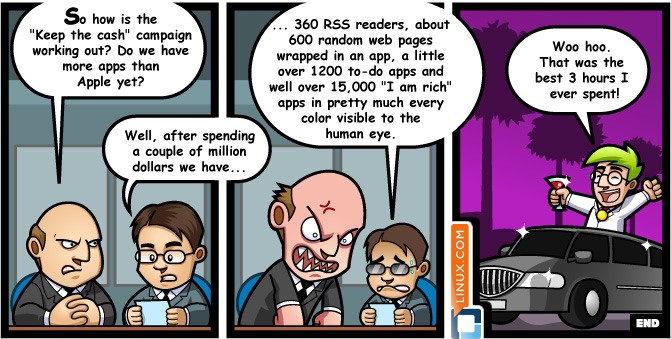 So how is the
"Keep the cash" campaign
working out? Do we have
more apps than
Apple yet?
Well, after spending
a couple of million
dollars we have...
... 360 RSS readers, about
600 random web pages
wrapped in an app, a little
over 1200 to-do apps and
well over 15,000 "I am rich"
apps in pretty much every
color visible to the
human eye.
Woo hoo.
That was the
best 3 hours I
ever spent!
LINUX.COM
END